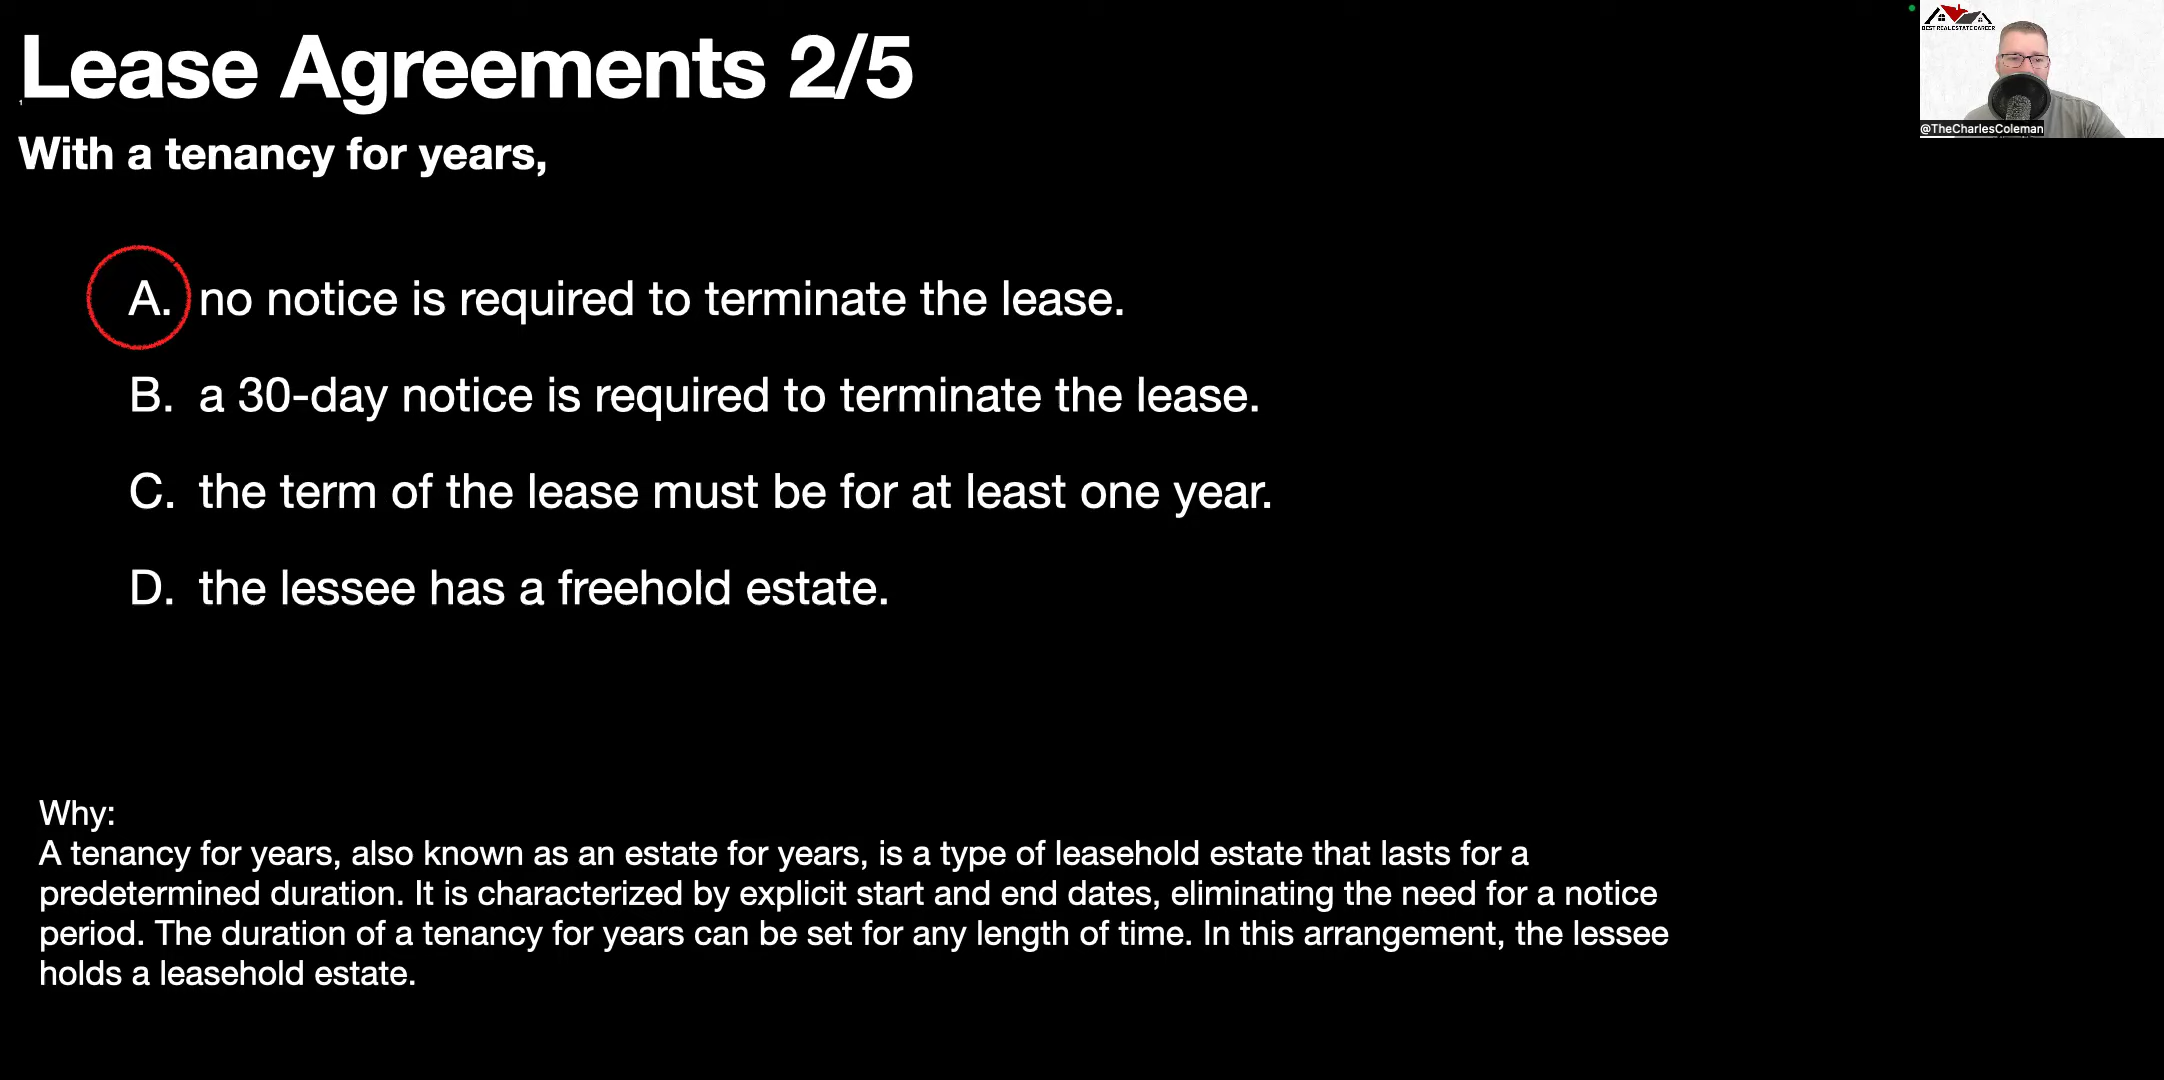 Lease Agreements 2/5
1
With a tenancy for years,
A. no notice is required to terminate the lease.
B. a 30-day notice is required to terminate the lease.
C. the term of the lease must be for at least one year.
D. the lessee has a freehold estate.
Why:
A tenancy for years, also known as an estate for years, is a type of leasehold estate that lasts for a
predetermined duration. It is characterized by explicit start and end dates, eliminating the need for a notice
period. The duration of a tenancy for years can be set for any length of time. In this arrangement, the lessee
holds a leasehold estate.
BEST REAL ESTATE CAREER
@TheCharlesColeman